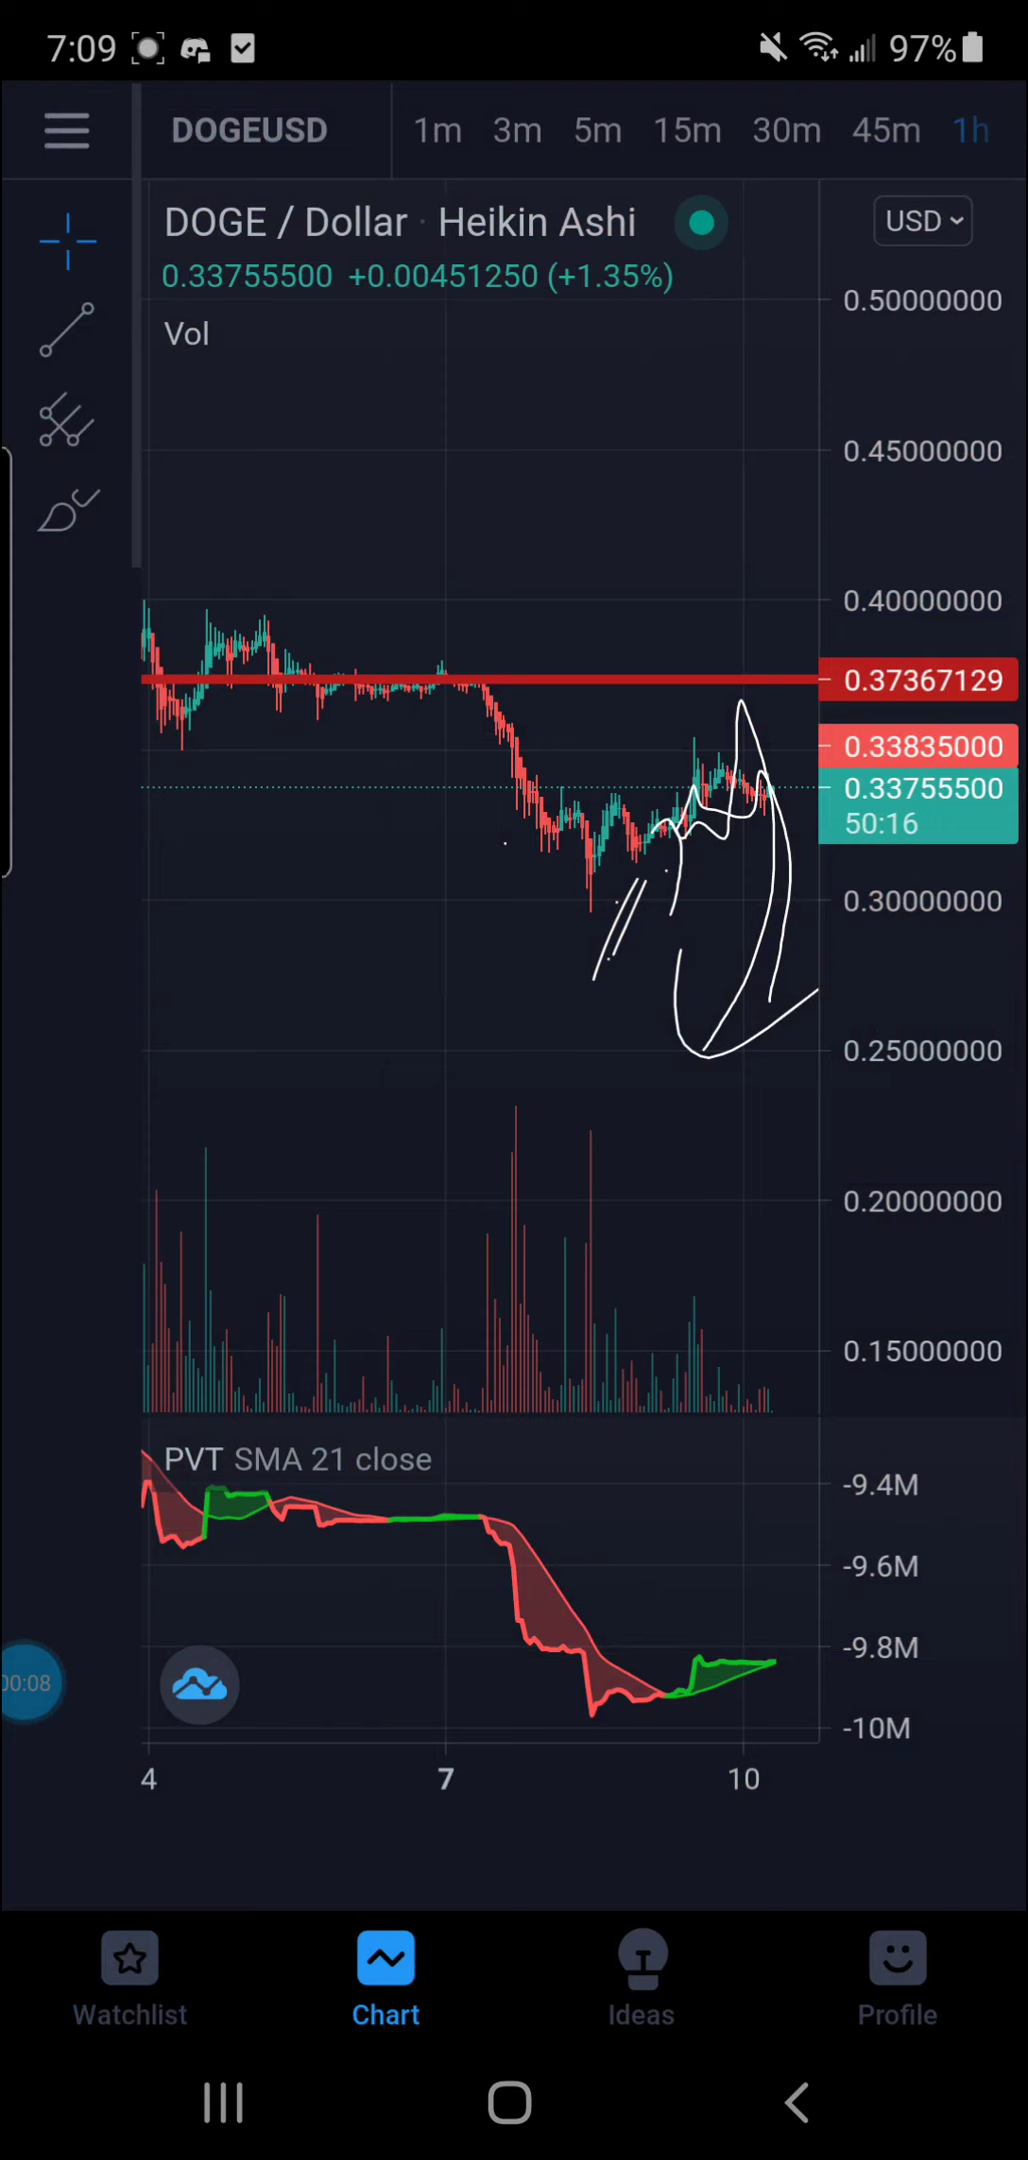 7:09 97%
DOGEUSD 1m 3m 5m 15m 30m 45m 1h
DOGE / Dollar · Heikin Ashi USD
0.33755500 +0.00451250 (+1.35%)
Vol
0.50000000
0.45000000
0.40000000
0.37367129
0.33835000
0.33755500
50:16
0.30000000
0.25000000
0.20000000
0.15000000
PVT SMA 21 close
-9.4M
-9.6M
-9.8M
-10M
00:08
4 7 10
Watchlist Chart Ideas Profile